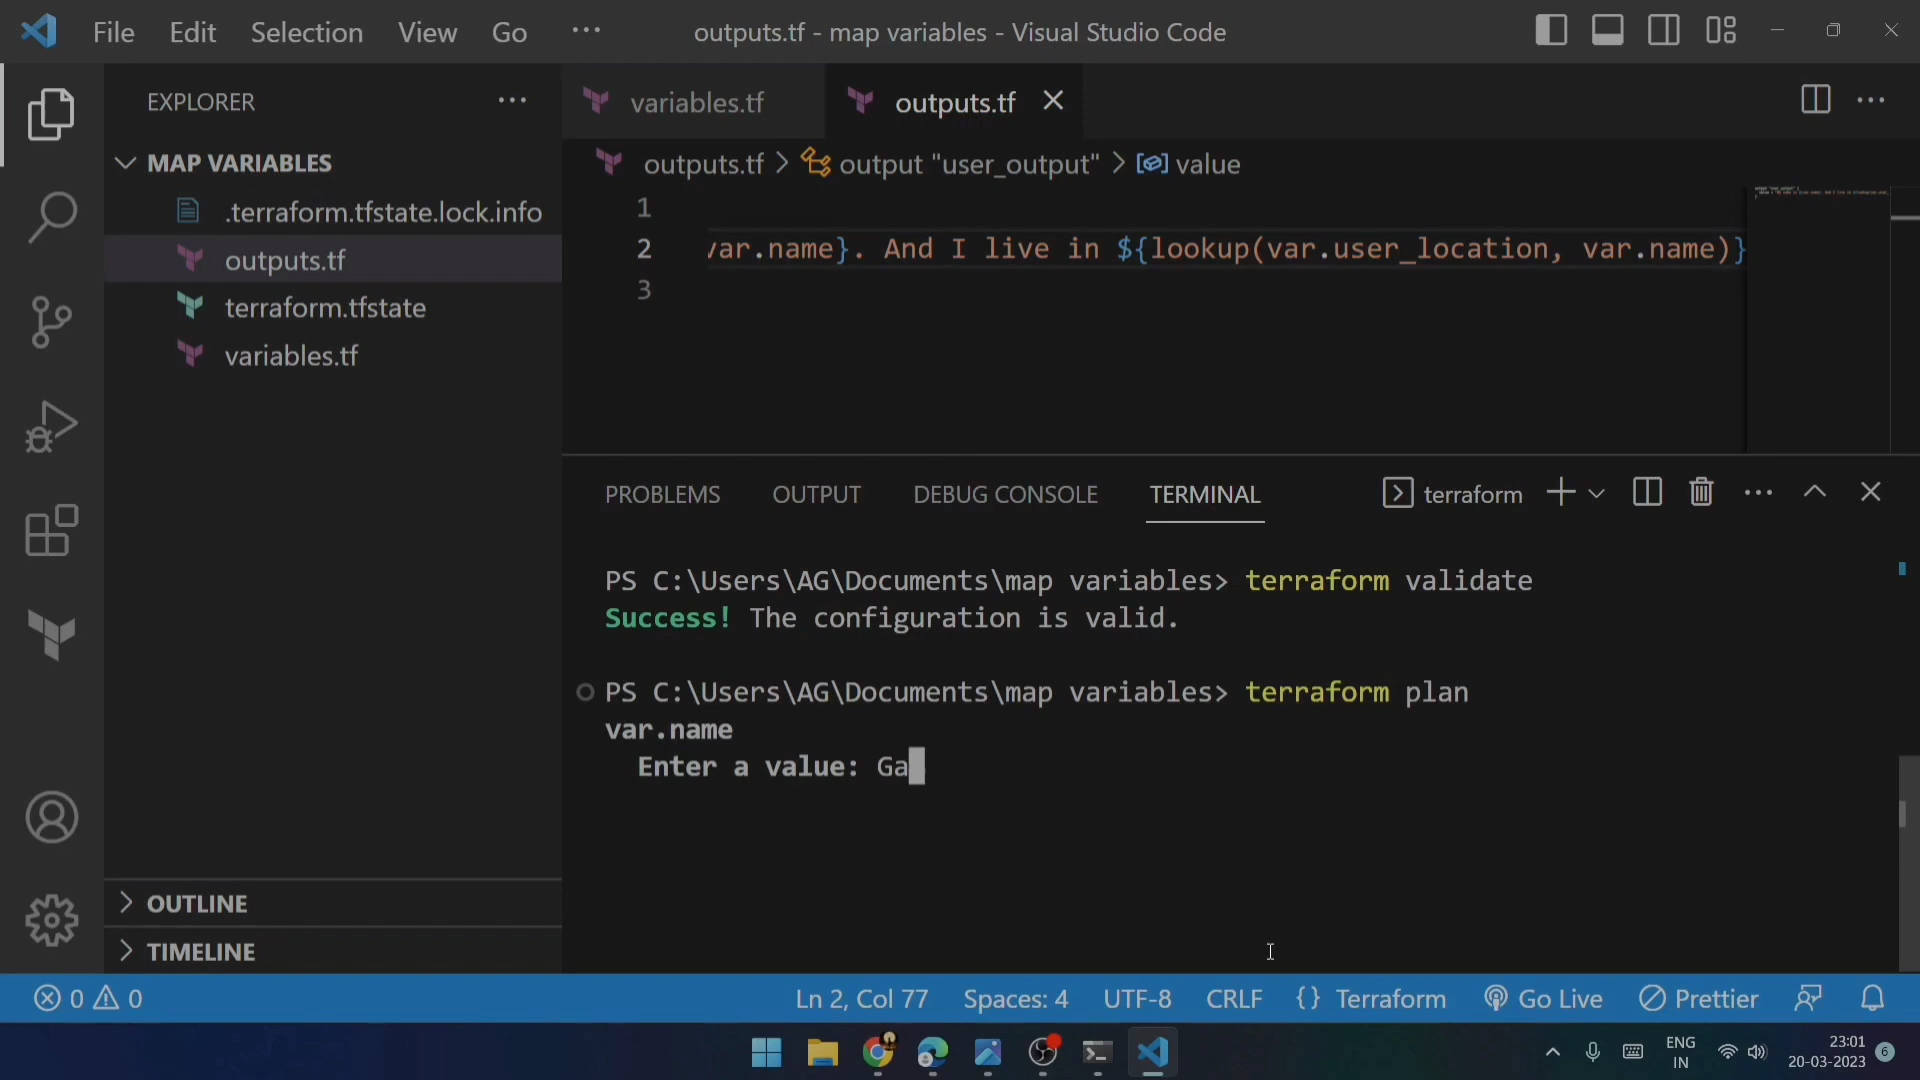 File Edit Selection View Go ··· outputs.tf - map variables - Visual Studio Code
EXPLORER ···
MAP VARIABLES
.terraform.tfstate.lock.info
outputs.tf
terraform.tfstate
variables.tf
OUTLINE
TIMELINE
variables.tf outputs.tf
outputs.tf > output "user_output" > value
1
2 var.name}. And I live in ${lookup(var.user_location, var.name)}
3
PROBLEMS OUTPUT DEBUG CONSOLE TERMINAL terraform
PS C:\Users\AG\Documents\map variables> terraform validate
Success! The configuration is valid.
PS C:\Users\AG\Documents\map variables> terraform plan
var.name
Enter a value: Ga
0 0 Ln 2, Col 77 Spaces: 4 UTF-8 CRLF {} Terraform Go Live Prettier
ENG
IN
23:01
20-03-2023
6